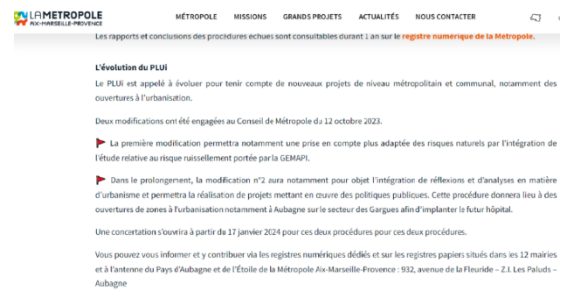 LAMETROPOLE
AIX-MARSEILLE-PROVENCE
MÉTROPOLE MISSIONS GRANDS PROJETS ACTUALITÉS NOUS CONTACTER
Les rapports et conclusions des procédures échues sont consultables durant 1 an sur le registre numérique de la Métropole.
L'évolution du PLUi
Le PLUi est appelé à évoluer pour tenir compte de nouveaux projets de niveau métropolitain et communal, notamment des
ouvertures à l'urbanisation.
Deux modifications ont été engagées au Conseil de Métropole du 12 octobre 2023.
La première modification permettra notamment une prise en compte plus adaptée des risques naturels par l'intégration de
l'étude relative au risque ruissellement portée par la GEMAPI.
Dans le prolongement, la modification n°2 aura notamment pour objet l'intégration de réflexions et d'analyses en matière
d'urbanisme et permettra la réalisation de projets mettant en œuvre des politiques publiques. Cette procédure donnera lieu à des
ouvertures de zones à l'urbanisation notamment à Aubagne sur le secteur des Gargues afin d'implanter le futur hôpital.
Une concertation s'ouvrira à partir du 17 janvier 2024 pour ces deux procédures pour ces deux procédures.
Vous pouvez vous informer et y contribuer via les registres numériques dédiés et sur les registres papiers situés dans les 12 mairies
et à l'antenne du Pays d'Aubagne et de l'Étoile de la Métropole Aix-Marseille-Provence : 932, avenue de la Fleuride – Z.I. Les Paluds –
Aubagne